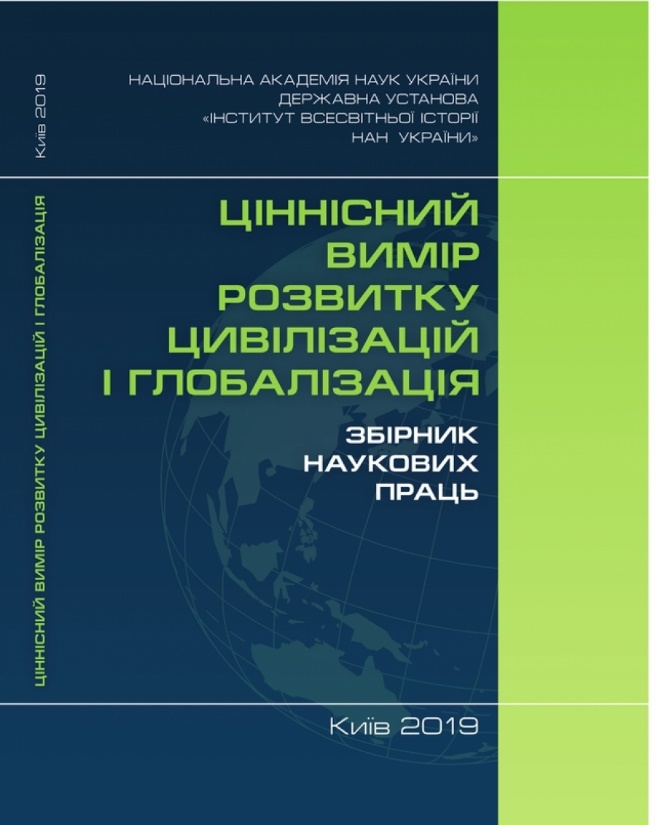 НАЦІОНАЛЬНА АКАДЕМІЯ НАУК УКРАЇНИ
ДЕРЖАВНА УСТАНОВА
«ІНСТИТУТ ВСЕСВІТНЬОЇ ІСТОРІЇ
НАН УКРАЇНИ»
ЦІННІСНИЙ
ВИМІР
РОЗВИТКУ
ЦИВІЛІЗАЦІЙ
І ГЛОБАЛІЗАЦІЯ
ЗБІРНИК
НАУКОВИХ
ПРАЦЬ
Київ 2019
ЦІННІСНИЙ ВИМІР РОЗВИТКУ ЦИВІЛІЗАЦІЙ І ГЛОБАЛІЗАЦІЯ
Київ 2019